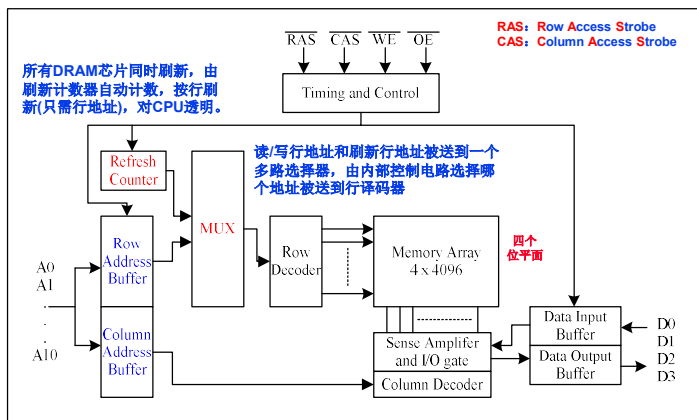 RAS：Row Access Strobe
CAS：Column Access Strobe
RAS CAS WE OE
Timing and Control
所有DRAM芯片同时刷新，由
刷新计数器自动计数，按行刷
新(只需行地址)，对CPU透明。
读/写行地址和刷新行地址被送到一个
多路选择器，由内部控制电路选择哪
个地址被送到行译码器
Refresh
Counter
MUX
Row
Address
Buffer
Row
Decoder
Memory Array
4 x 4096
四个
位平面
A0
A1
.
.
.
A10
Column
Address
Buffer
Sense Amplifer
and I/O gate
Column Decoder
Data Input
Buffer
Data Output
Buffer
D0
D1
D2
D3